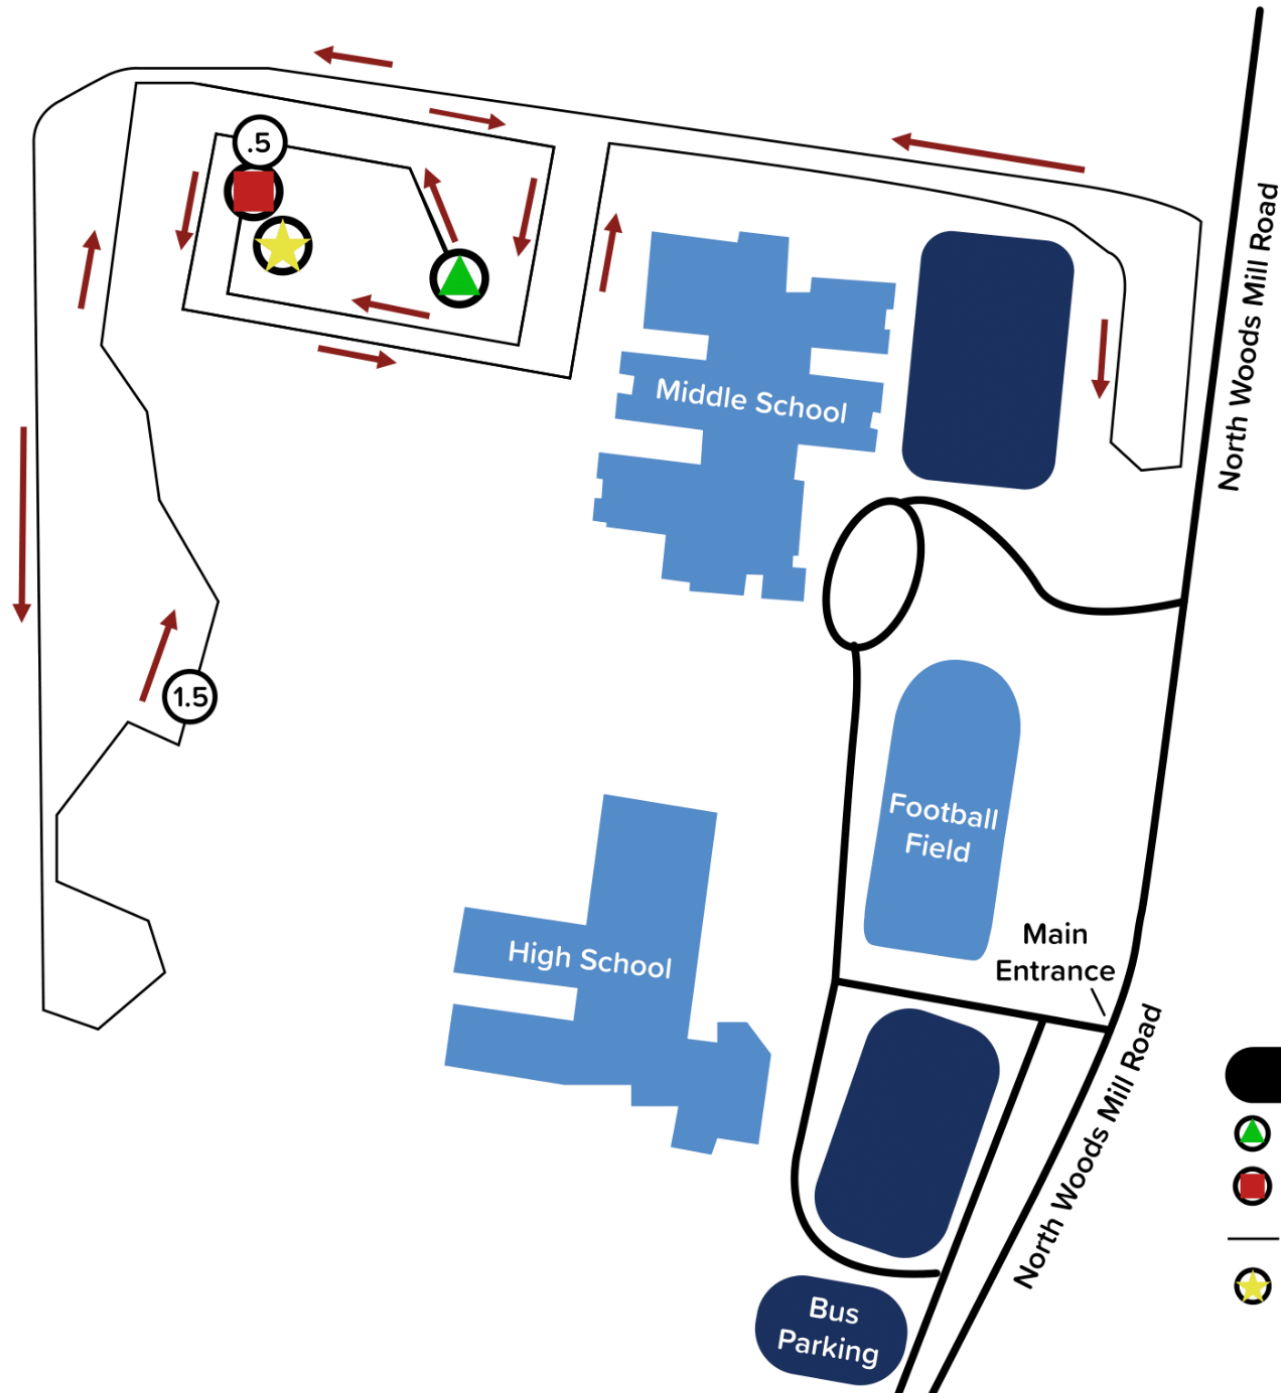 .5
North Woods Mill Road
Middle School
1.5
Football
Field
High School
Main
Entrance
North Woods Mill Road
Bus
Parking